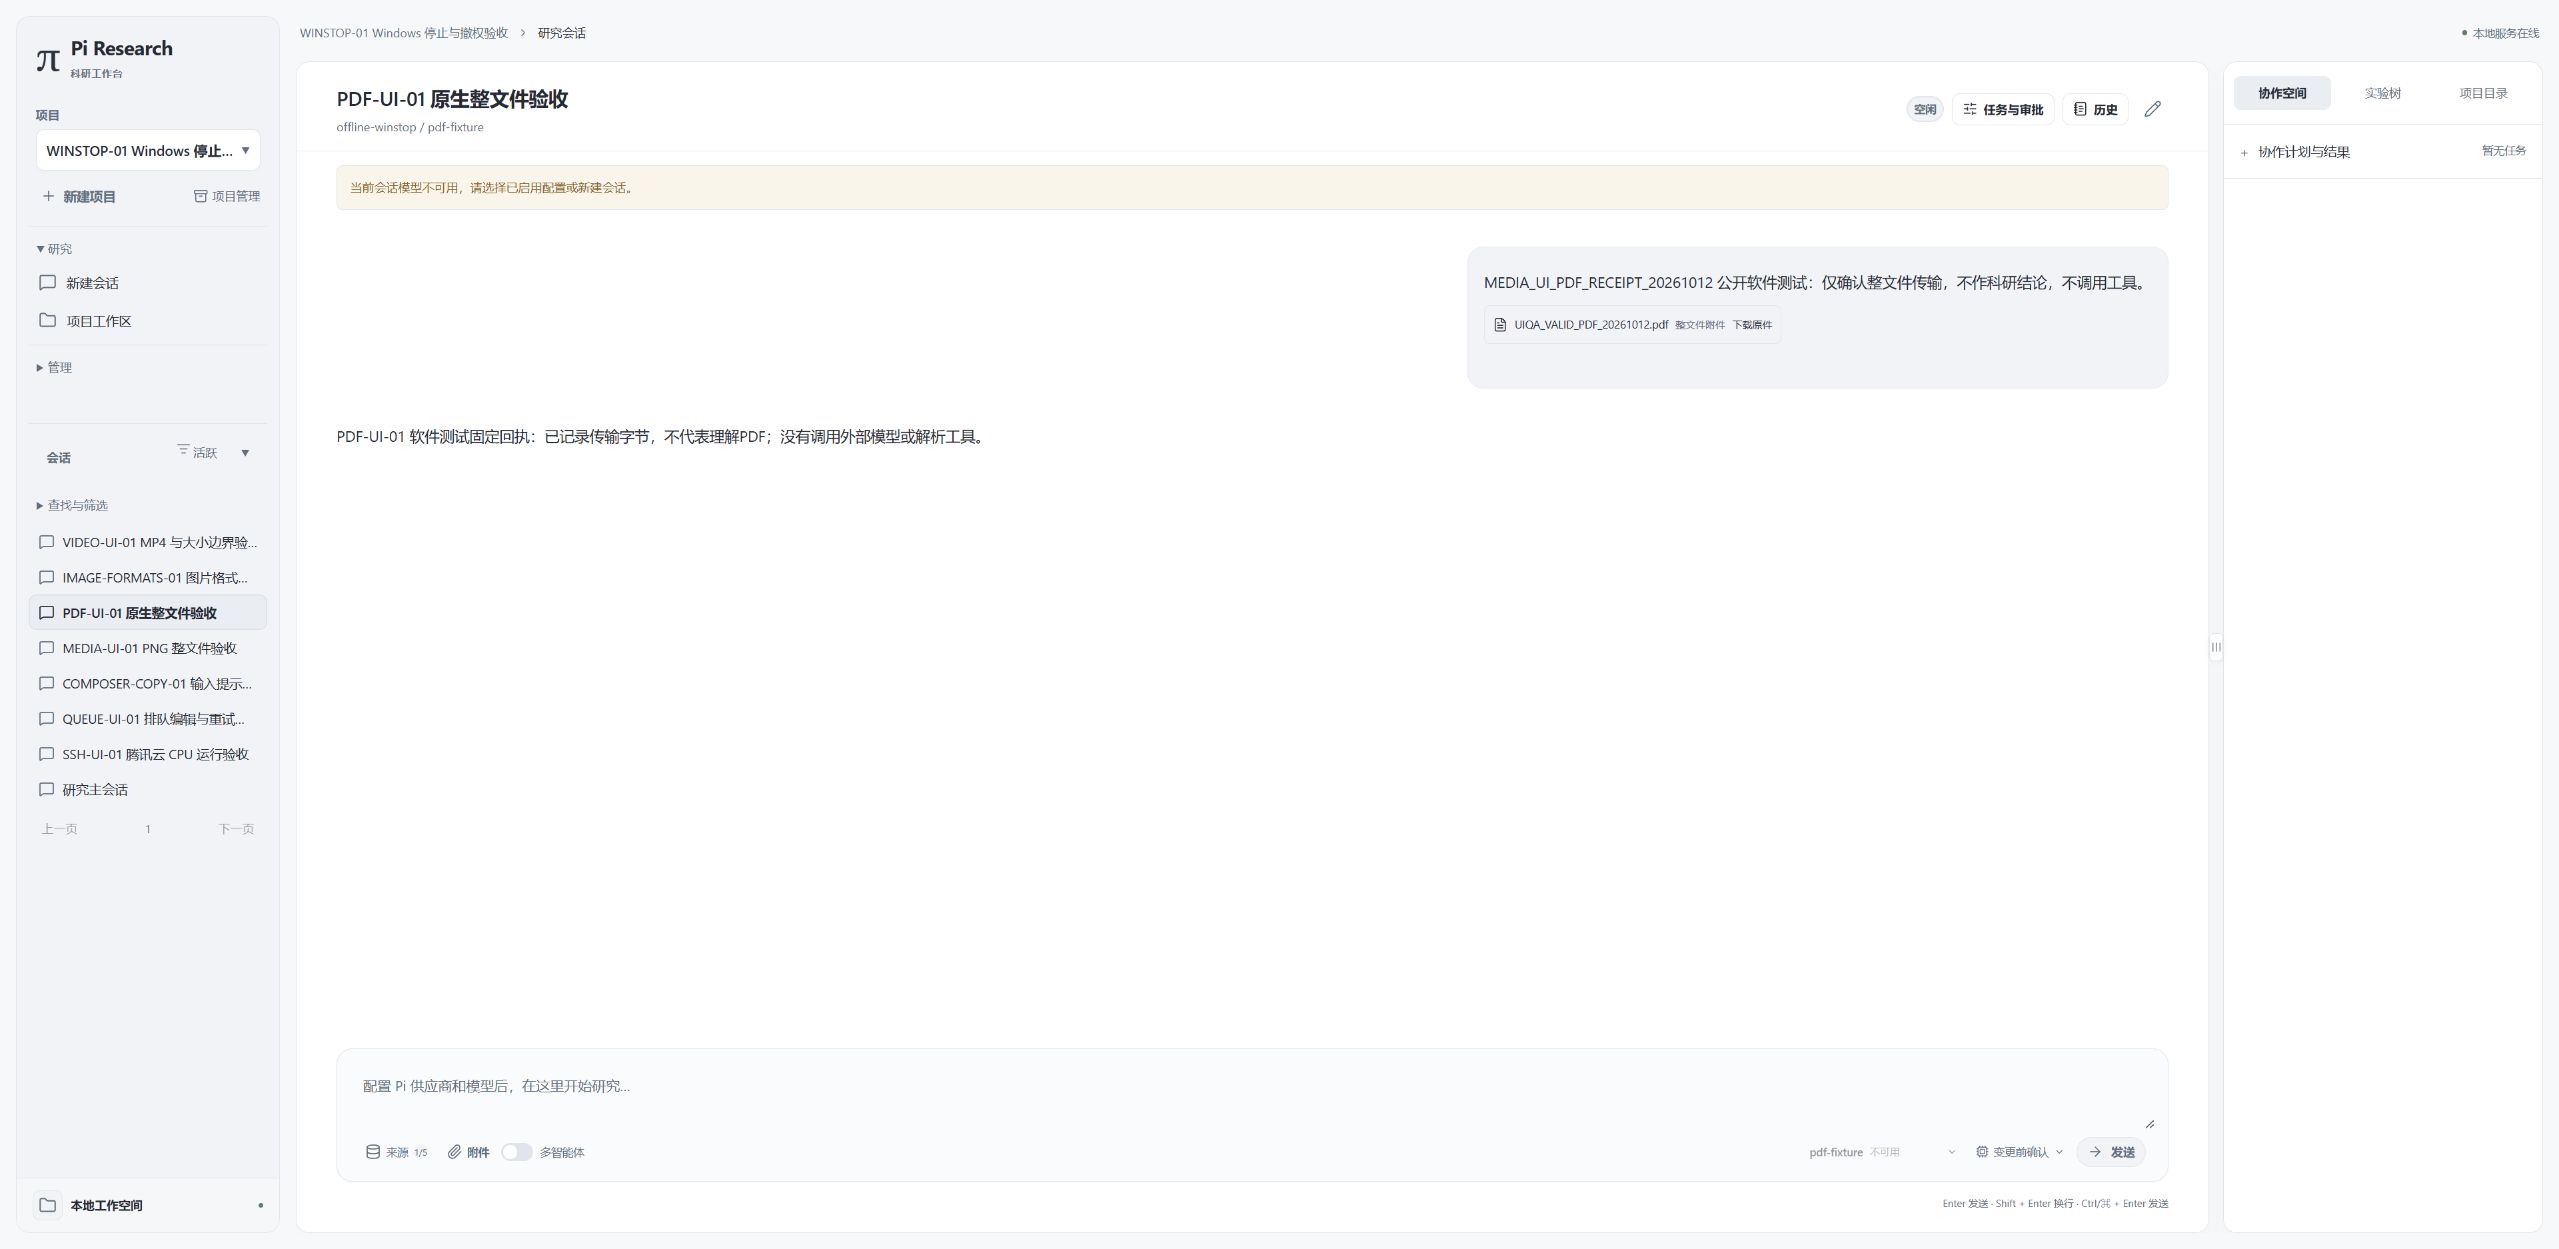 Pi Research
科研工作台
项目
WINSTOP-01 Windows 停止...
新建项目
项目管理
研究
新建会话
项目工作区
管理
会话
活跃
查找与筛选
VIDEO-UI-01 MP4 与大小边界验...
IMAGE-FORMATS-01 图片格式...
PDF-UI-01 原生整文件验收
MEDIA-UI-01 PNG 整文件验收
COMPOSER-COPY-01 输入提示...
QUEUE-UI-01 排队编辑与重试...
SSH-UI-01 腾讯云 CPU 运行验收
研究主会话
上一页 1 下一页
本地工作空间
WINSTOP-01 Windows 停止与撤权验收 > 研究会话
本地服务在线
PDF-UI-01 原生整文件验收
offline-winstop / pdf-fixture
空闲
任务与审批
历史
当前会话模型不可用，请选择已启用配置或新建会话。
MEDIA_UI_PDF_RECEIPT_20261012 公开软件测试：仅确认整文件传输，不作科研结论，不调用工具。
UIQA_VALID_PDF_20261012.pdf 整文件附件 下载原件
PDF-UI-01 软件测试固定回执：已记录传输字节，不代表理解PDF；没有调用外部模型或解析工具。
配置 Pi 供应商和模型后，在这里开始研究...
来源 1/5
附件
多智能体
pdf-fixture 不可用
变更前确认
发送
Enter 发送 · Shift + Enter 换行 · Ctrl/⌘ + Enter 发送
协作空间
实验树
项目目录
+ 协作计划与结果
暂无任务